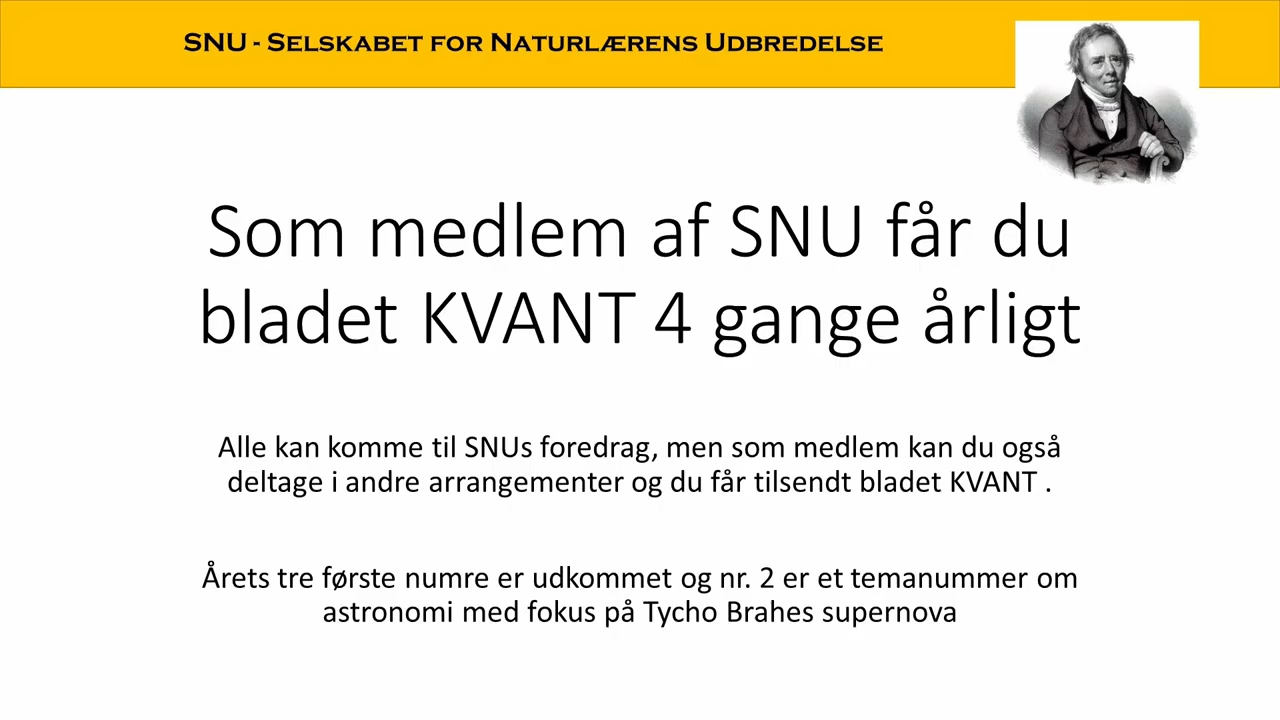 SNU - Selskabet for Naturlærens Udbredelse
Som medlem af SNU får du
bladet KVANT 4 gange årligt
Alle kan komme til SNUs foredrag, men som medlem kan du også
deltage i andre arrangementer og du får tilsendt bladet KVANT .
Årets tre første numre er udkommet og nr. 2 er et temanummer om
astronomi med fokus på Tycho Brahes supernova